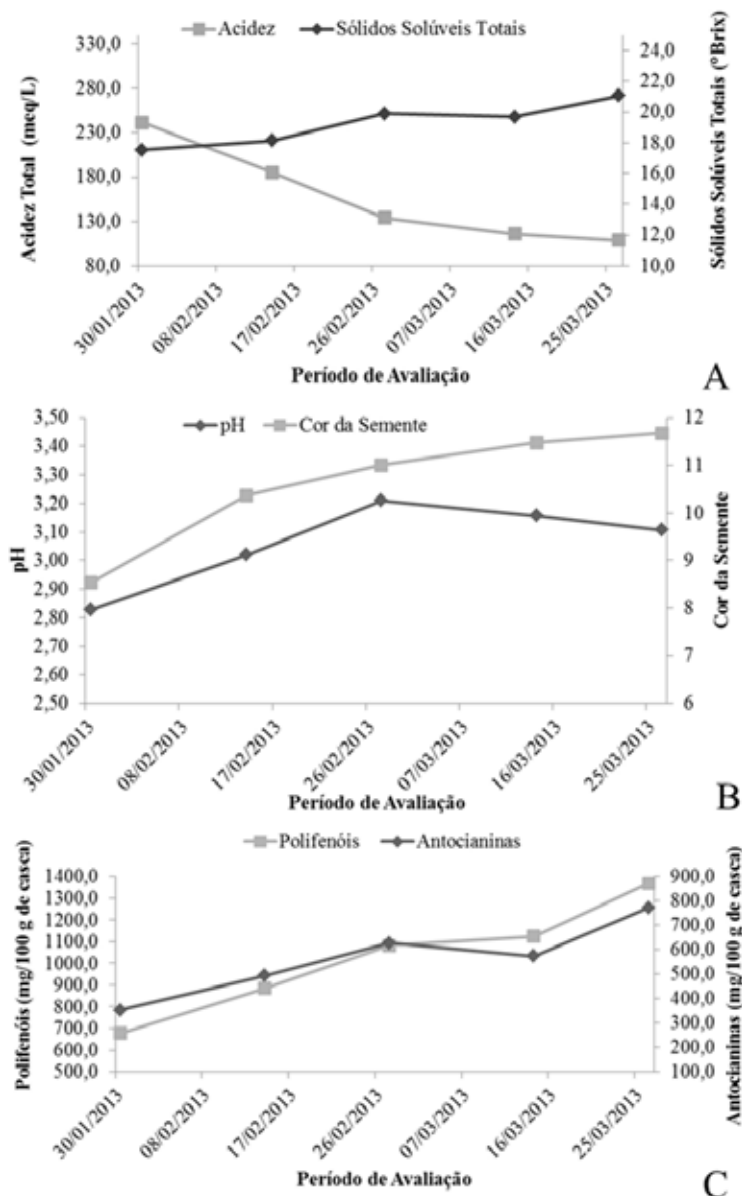 Acidez Sólidos Solúveis Totais
Acidez Total (meq/L)
330,0
280,0
230,0
180,0
130,0
80,0
24,0
22,0
20,0
18,0
16,0
14,0
12,0
10,0
Sólidos Solúveis Totais (°Brix)
30/01/2013 08/02/2013 17/02/2013 26/02/2013 07/03/2013 16/03/2013 25/03/2013
Período de Avaliação
A
pH Cor da Semente
pH
3,50
3,40
3,30
3,20
3,10
3,00
2,90
2,80
2,70
2,60
2,50
12
11
10
9
8
7
6
Cor da Semente
30/01/2013 08/02/2013 17/02/2013 26/02/2013 07/03/2013 16/03/2013 25/03/2013
Período de Avaliação
B
Polifenóis Antocianinas
Polifenóis (mg/100 g de casca)
1400,0
1300,0
1200,0
1100,0
1000,0
900,0
800,0
700,0
600,0
500,0
900,0
800,0
700,0
600,0
500,0
400,0
300,0
200,0
100,0
Antocianinas (mg/100 g de casca)
30/01/2013 08/02/2013 17/02/2013 26/02/2013 07/03/2013 16/03/2013 25/03/2013
Período de Avaliação
C